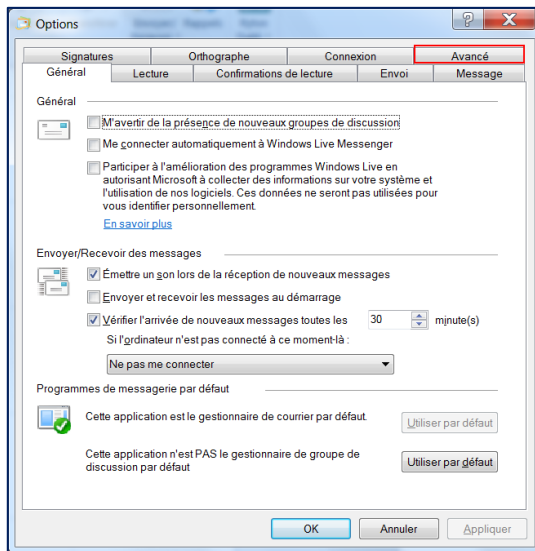 Options
Signatures Orthographe Connexion Avancé
Général Lecture Confirmations de lecture Envoi Message
Général
M'avertir de la présence de nouveaux groupes de discussion
Me connecter automatiquement à Windows Live Messenger
Participer à l'amélioration des programmes Windows Live en
autorisant Microsoft à collecter des informations sur votre système et
l'utilisation de nos logiciels. Ces données ne seront pas utilisées pour
vous identifier personnellement.
En savoir plus
Envoyer/Recevoir des messages
Émettre un son lors de la réception de nouveaux messages
Envoyer et recevoir les messages au démarrage
Vérifier l'arrivée de nouveaux messages toutes les 30 minute(s)
Si l'ordinateur n'est pas connecté à ce moment-là :
Ne pas me connecter
Programmes de messagerie par défaut
Cette application est le gestionnaire de courrier par défaut. Utiliser par défaut
Cette application n'est PAS le gestionnaire de groupe de
discussion par défaut Utiliser par défaut
OK Annuler Appliquer